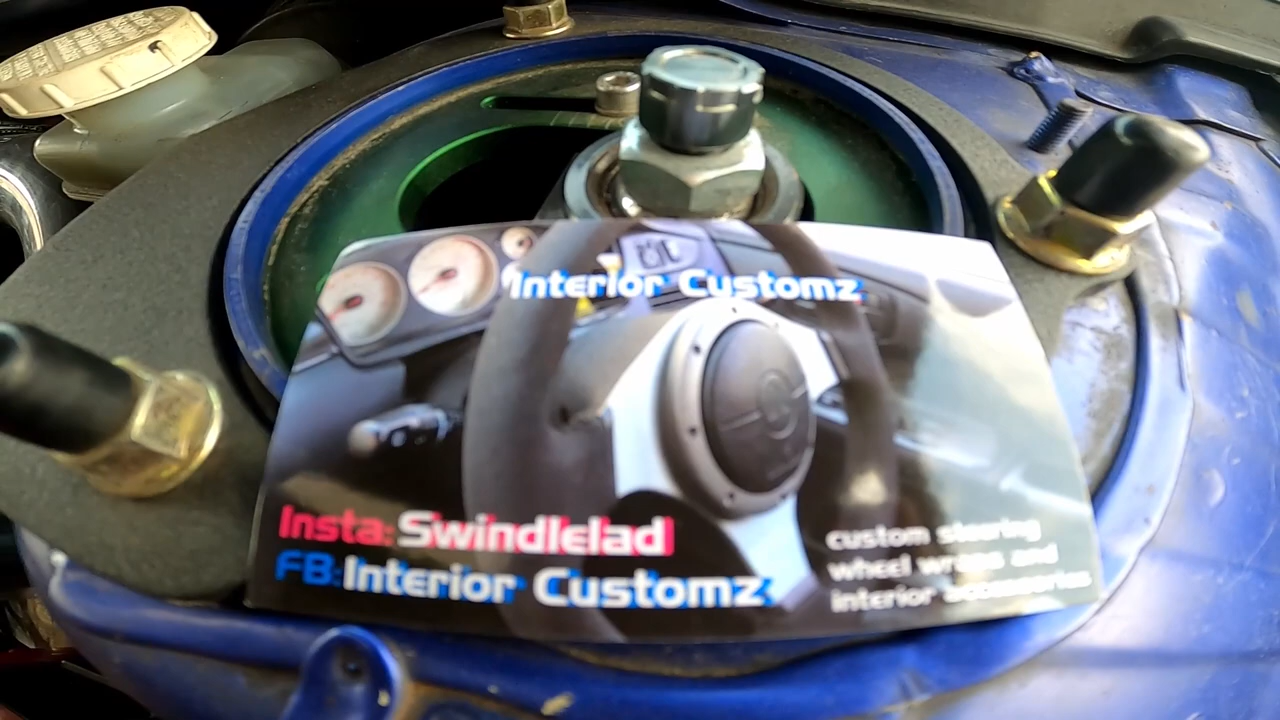 Interior Customz
Insta: Swindlelad
FB: Interior Customz
custom steering
wheel wraps and
interior accessories